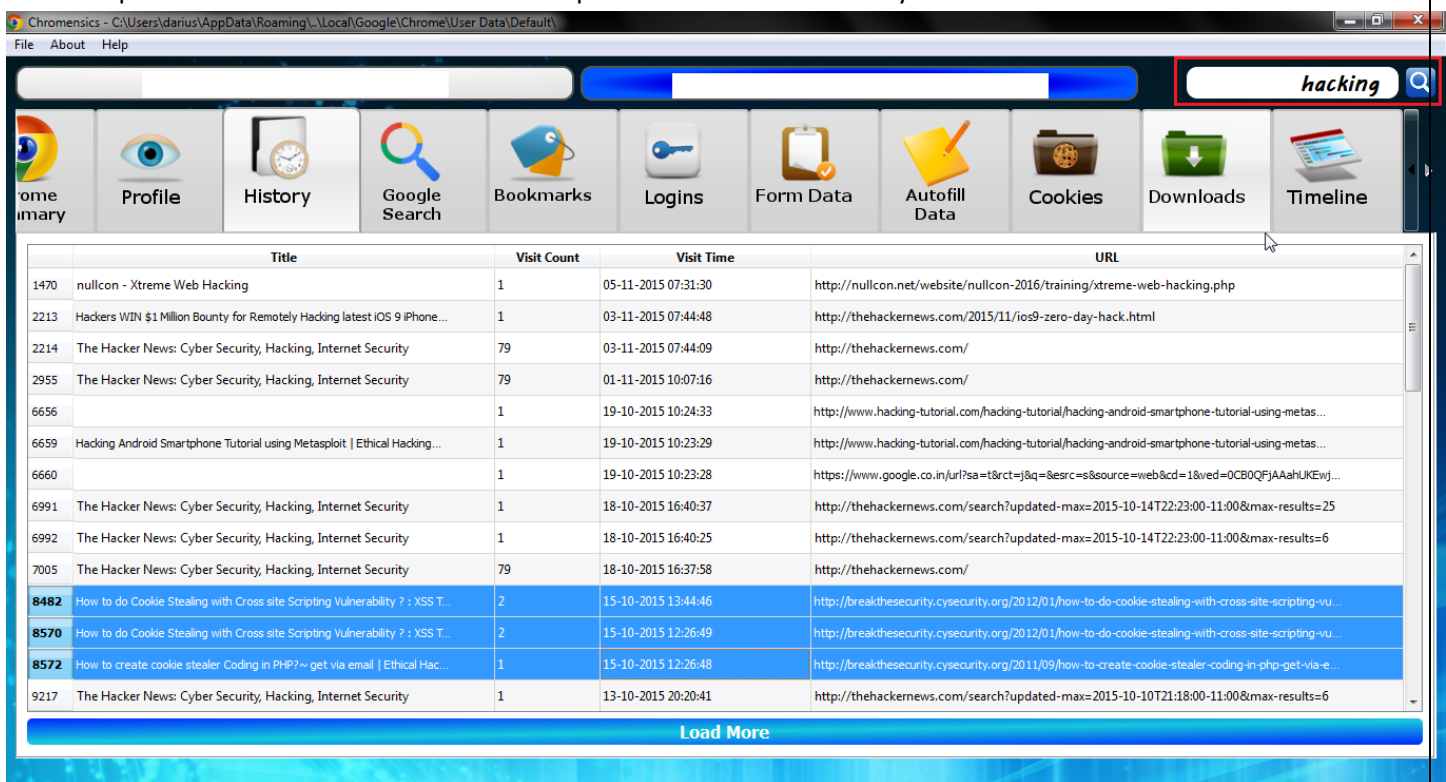 Chromensics - C:\Users\darius\AppData\Roaming\..\Local\Google\Chrome\User Data\Default\
File About Help
hacking
ome
mary
Profile
History
Google
Search
Bookmarks
Logins
Form Data
Autofill
Data
Cookies
Downloads
Timeline
Title Visit Count Visit Time URL
1470 nullcon - Xtreme Web Hacking 1 05-11-2015 07:31:30 http://nullcon.net/website/nullcon-2016/training/xtreme-web-hacking.php
2213 Hackers WIN $1 Million Bounty for Remotely Hacking latest iOS 9 iPhone... 1 03-11-2015 07:44:48 http://thehackernews.com/2015/11/ios9-zero-day-hack.html
2214 The Hacker News: Cyber Security, Hacking, Internet Security 79 03-11-2015 07:44:09 http://thehackernews.com/
2955 The Hacker News: Cyber Security, Hacking, Internet Security 79 01-11-2015 10:07:16 http://thehackernews.com/
6656 1 19-10-2015 10:24:33 http://www.hacking-tutorial.com/hacking-tutorial/hacking-android-smartphone-tutorial-using-metas...
6659 Hacking Android Smartphone Tutorial using Metasploit | Ethical Hacking... 1 19-10-2015 10:23:29 http://www.hacking-tutorial.com/hacking-tutorial/hacking-android-smartphone-tutorial-using-metas...
6660 1 19-10-2015 10:23:28 https://www.google.co.in/url?sa=t&rct=j&q=&esrc=s&source=web&cd=1&ved=0CB0QFjAAahUKEwj...
6991 The Hacker News: Cyber Security, Hacking, Internet Security 1 18-10-2015 16:40:37 http://thehackernews.com/search?updated-max=2015-10-14T22:23:00-11:00&max-results=25
6992 The Hacker News: Cyber Security, Hacking, Internet Security 1 18-10-2015 16:40:25 http://thehackernews.com/search?updated-max=2015-10-14T22:23:00-11:00&max-results=6
7005 The Hacker News: Cyber Security, Hacking, Internet Security 79 18-10-2015 16:37:58 http://thehackernews.com/
8482 How to do Cookie Stealing with Cross site Scripting Vulnerability ? : XSS T... 2 15-10-2015 13:44:46 http://breakthesecurity.cysecurity.org/2012/01/how-to-do-cookie-stealing-with-cross-site-scripting-vu...
8570 How to do Cookie Stealing with Cross site Scripting Vulnerability ? : XSS T... 2 15-10-2015 12:26:49 http://breakthesecurity.cysecurity.org/2012/01/how-to-do-cookie-stealing-with-cross-site-scripting-vu...
8572 How to create cookie stealer Coding in PHP?~ get via email | Ethical Hac... 1 15-10-2015 12:26:48 http://breakthesecurity.cysecurity.org/2011/09/how-to-create-cookie-stealer-coding-in-php-get-via-e...
9217 The Hacker News: Cyber Security, Hacking, Internet Security 1 13-10-2015 20:20:41 http://thehackernews.com/search?updated-max=2015-10-10T21:18:00-11:00&max-results=6
Load More